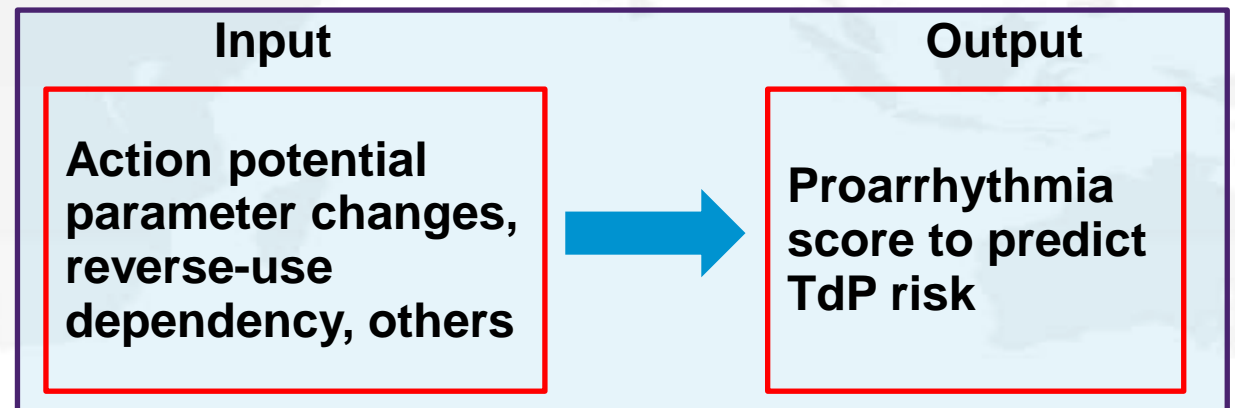 Input
Output
Action potential
parameter changes,
reverse-use
dependency, others
Proarrhythmia
score to predict
TdP risk